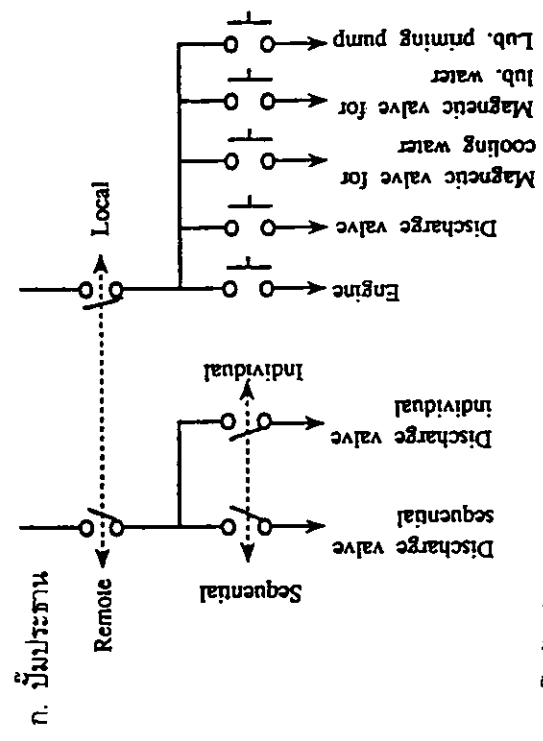 ก. ปั๊มประธาน
Remote
Local
Sequential
Individual
Discharge valve
sequential
Discharge valve
individual
Engine
Discharge valve
Magnetic valve for
cooling water
Magnetic valve for
lub. water
Lub. priming pump